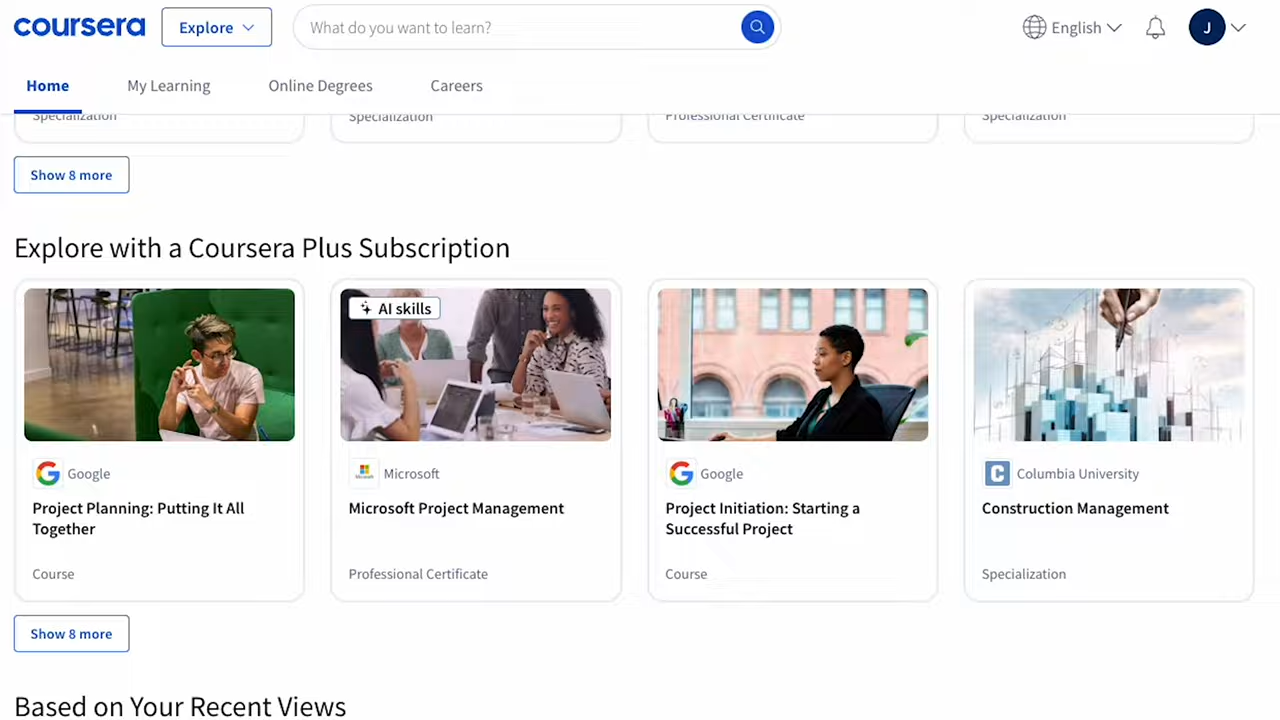 coursera
Explore
What do you want to learn?
English
J
Home
My Learning
Online Degrees
Careers
Specialization
Specialization
Professional Certificate
Specialization
Show 8 more
Explore with a Coursera Plus Subscription
AI skills
Google
Microsoft
Google
C
Columbia University
Project Planning: Putting It All
Together
Microsoft Project Management
Project Initiation: Starting a
Successful Project
Construction Management
Course
Professional Certificate
Course
Specialization
Show 8 more
Based on Your Recent Views